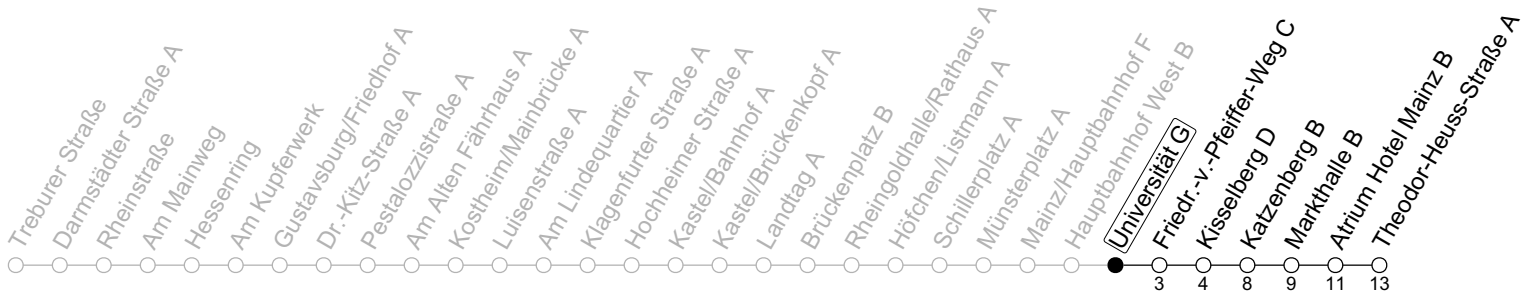 Treburer Straße
Darmstädter Straße A
Rheinstraße
Am Mainweg
Hessenring
Am Kupferwerk
Gustavsburg/Friedhof A
Dr.-Kitz-Straße A
Pestalozzistraße A
Am Alten Fährhaus A
Kostheim/Mainbrücke A
Luisenstraße A
Am Lindequartier A
Klagenfurter Straße A
Hochheimer Straße A
Kastel/Bahnhof A
Kastel/Brückenkopf A
Landtag A
Brückenplatz B
Rheingoldhalle/Rathaus A
Höfchen/Listmann A
Schillerplatz A
Münsterplatz A
Mainz/Hauptbahnhof F
Hauptbahnhof West B
Universität G
Friedr.-v.-Pfeiffer-Weg C
Kisselberg D
Katzenberg B
Markthalle B
Atrium Hotel Mainz B
Theodor-Heuss-Straße A
3 4 8 9 11 13